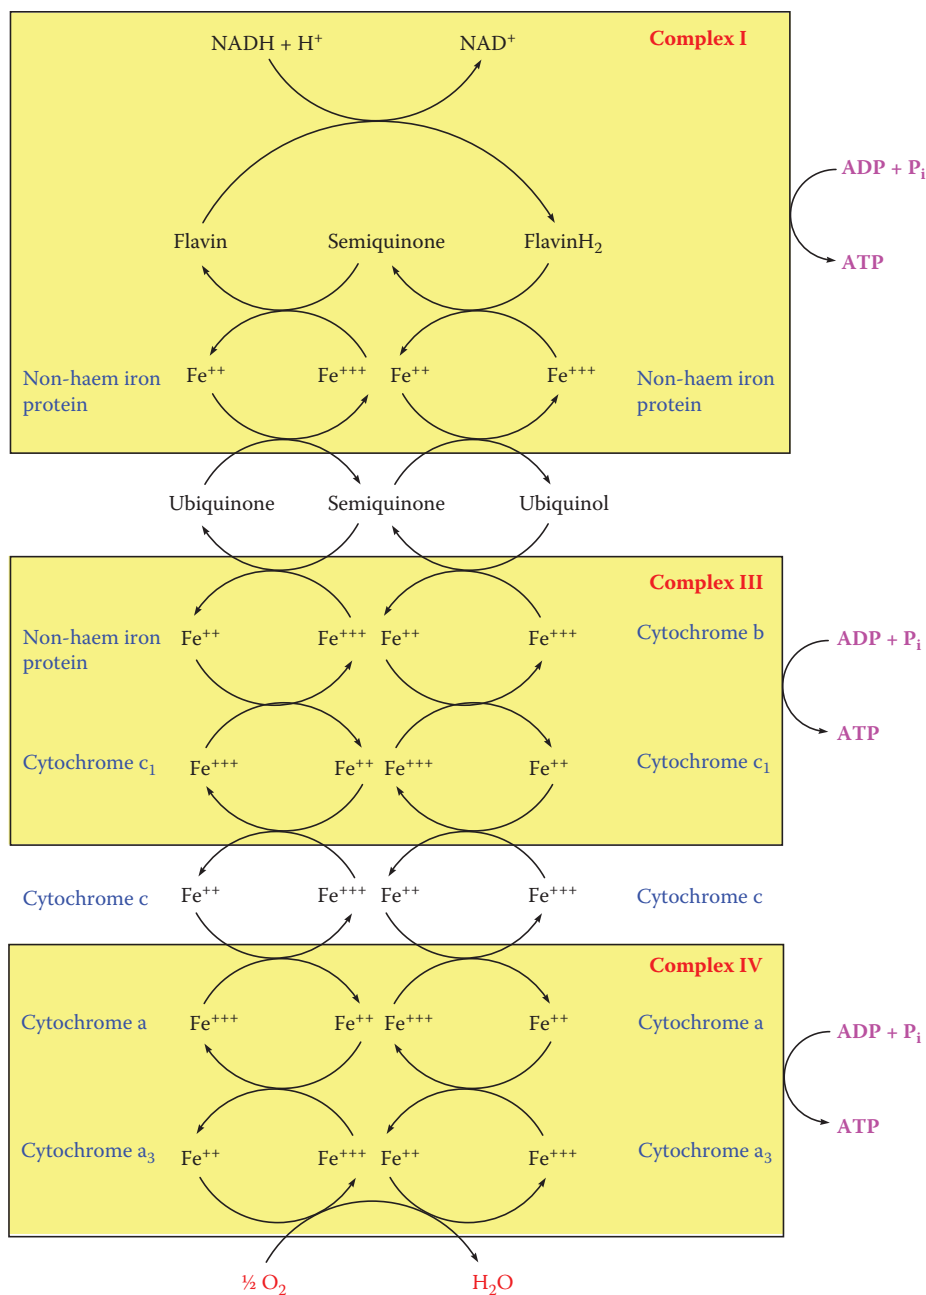 Complex I
NADH + H⁺ NAD⁺
ADP + Pᵢ
Flavin Semiquinone FlavinH₂
ATP
Non-haem iron
protein
Fe⁺⁺ Fe⁺⁺⁺ Fe⁺⁺ Fe⁺⁺⁺
Non-haem iron
protein
Ubiquinone Semiquinone Ubiquinol
Complex III
Non-haem iron
protein
Fe⁺⁺ Fe⁺⁺⁺ Fe⁺⁺ Fe⁺⁺⁺
Cytochrome b
ADP + Pᵢ
ATP
Cytochrome c₁ Fe⁺⁺⁺ Fe⁺⁺ Fe⁺⁺⁺ Fe⁺⁺ Cytochrome c₁
Cytochrome c Fe⁺⁺ Fe⁺⁺⁺ Fe⁺⁺ Fe⁺⁺⁺ Cytochrome c
Complex IV
Cytochrome a Fe⁺⁺⁺ Fe⁺⁺ Fe⁺⁺⁺ Fe⁺⁺ Cytochrome a
ADP + Pᵢ
ATP
Cytochrome a₃ Fe⁺⁺ Fe⁺⁺⁺ Fe⁺⁺ Fe⁺⁺⁺ Cytochrome a₃
½ O₂ H₂O